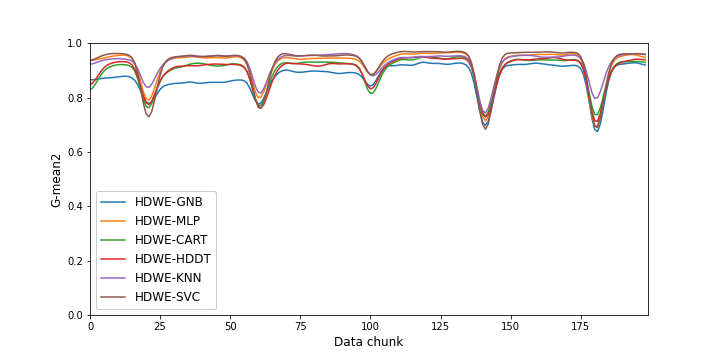 1.0
0.8
0.6
0.4
0.2
0.0
G-mean2
HDWE-GNB
HDWE-MLP
HDWE-CART
HDWE-HDDT
HDWE-KNN
HDWE-SVC
0 25 50 75 100 125 150 175
Data chunk